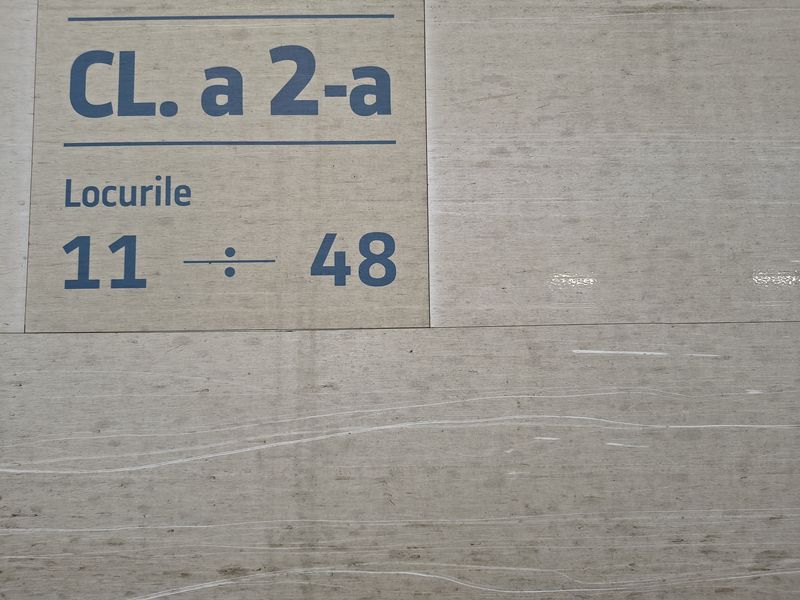 CL. a 2-a
Locurile
11 ÷ 48